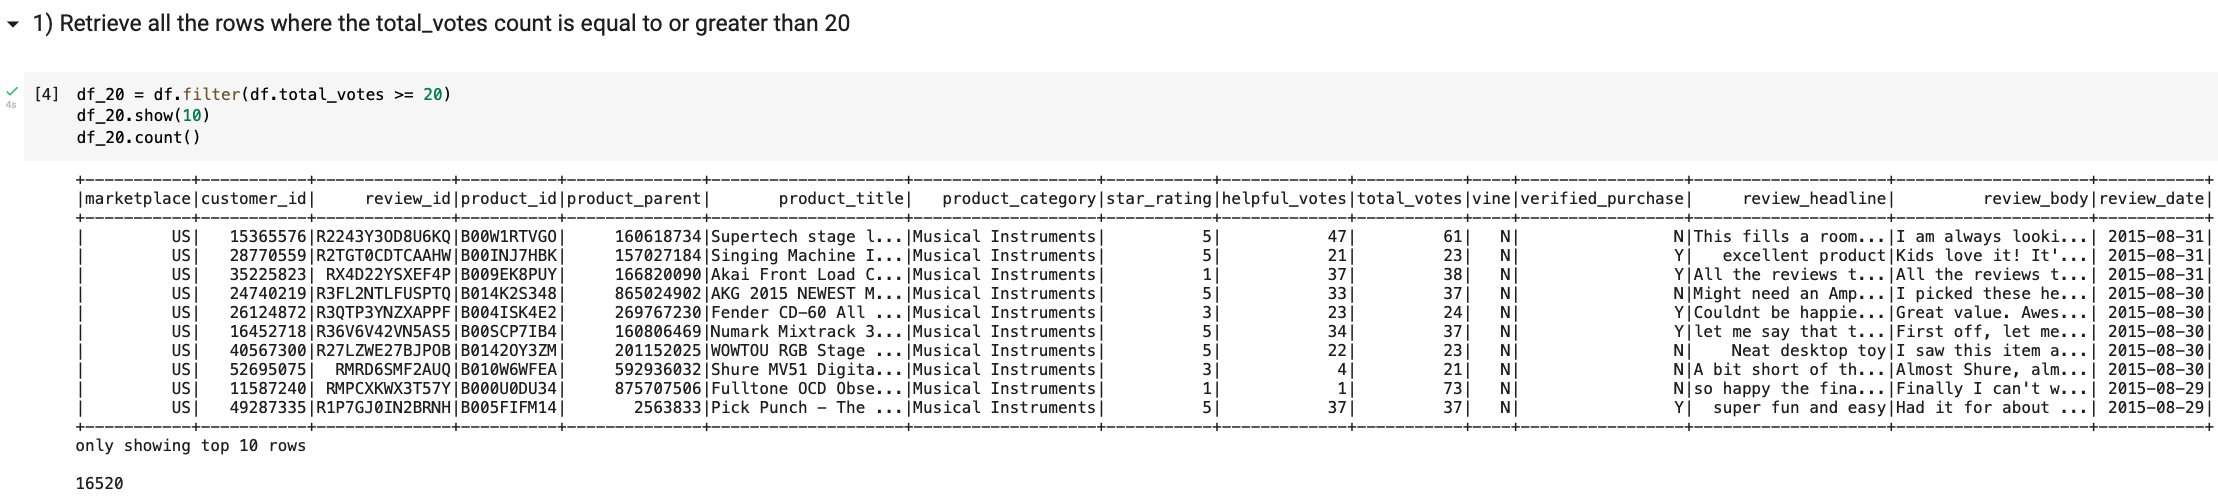 1) Retrieve all the rows where the total_votes count is equal to or greater than 20
[4] df_20 = df.filter(df.total_votes >= 20)
4s
df_20.show(10)
df_20.count()
+-----------+-----------+--------------+----------+--------------+--------------------+-------------------+-----------+-------------+-----------+----+-----------------+--------------------+--------------------+-----------+
|marketplace|customer_id|     review_id|product_id|product_parent|       product_title|   product_category|star_rating|helpful_votes|total_votes|vine|verified_purchase|     review_headline|         review_body|review_date|
+-----------+-----------+--------------+----------+--------------+--------------------+-------------------+-----------+-------------+-----------+----+-----------------+--------------------+--------------------+-----------+
|         US|   15365576|R2243Y3OD8U6KQ|B00W1RTVGO|     160618734|Supertech stage l...|Musical Instruments|          5|           47|         61|   N|                N|This fills a room...|I am always looki...| 2015-08-31|
|         US|   28770559|R2TGT0CDTCAAHW|B00INJ7HBK|     157027184|Singing Machine I...|Musical Instruments|          5|           21|         23|   N|                Y|   excellent product|Kids love it! It'...| 2015-08-31|
|         US|   35225823| RX4D22YSXEF4P|B009EK8PUY|     166820090|Akai Front Load C...|Musical Instruments|          1|           37|         38|   N|                Y|All the reviews t...|All the reviews t...| 2015-08-31|
|         US|   24740219|R3FL2NTLFUSPTQ|B014K2S348|     865024902|AKG 2015 NEWEST M...|Musical Instruments|          5|           33|         37|   N|                N|Might need an Amp...|I picked these he...| 2015-08-30|
|         US|   26124872|R3QTP3YNZXAPPF|B004ISK4E2|     269767230|Fender CD-60 All ...|Musical Instruments|          3|           23|         24|   N|                Y|Couldnt be happie...|Great value. Awes...| 2015-08-30|
|         US|   16452718|R36V6V42VN5AS5|B00SCP7IB4|     160806469|Numark Mixtrack 3...|Musical Instruments|          5|           34|         37|   N|                Y|let me say that t...|First off, let me...| 2015-08-30|
|         US|   40567300|R27LZWE27BJPOB|B0142OY3ZM|     201152025|WOWTOU RGB Stage ...|Musical Instruments|          5|           22|         23|   N|                N|    Neat desktop toy|I saw this item a...| 2015-08-30|
|         US|   52695075| RMRD6SMF2AUQ|B010W6WFEA|     592936032|Shure MV51 Digita...|Musical Instruments|          3|            4|         21|   N|                N|A bit short of th...|Almost Shure, alm...| 2015-08-30|
|         US|   11587240| RMPCXKWX3T57Y|B000U0DU34|     875707506|Fulltone OCD Obse...|Musical Instruments|          1|            1|         73|   N|                N|so happy the fina...|Finally I can't w...| 2015-08-29|
|         US|   49287335|R1P7GJ0IN2BRNH|B005FIFM14|       2563833|Pick Punch – The ...|Musical Instruments|          5|           37|         37|   N|                Y|  super fun and easy|Had it for about ...| 2015-08-29|
+-----------+-----------+--------------+----------+--------------+--------------------+-------------------+-----------+-------------+-----------+----+-----------------+--------------------+--------------------+-----------+
only showing top 10 rows
16520